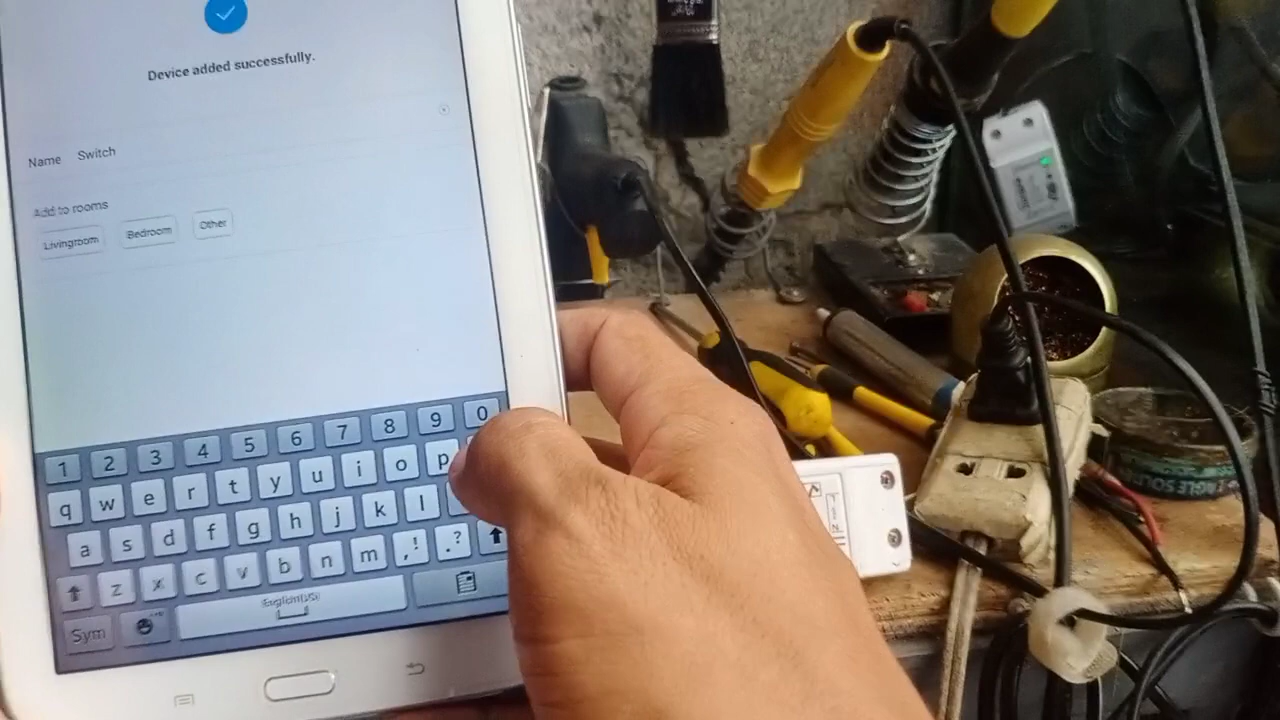 Device added successfully.
Name Switch
Add to rooms
Livingroom Bedroom Other
1 2 3 4 5 6 7 8 9 0
q w e r t y u i o p
a s d f g h j k l
z x c v b n m ,! .?
Sym English(US)